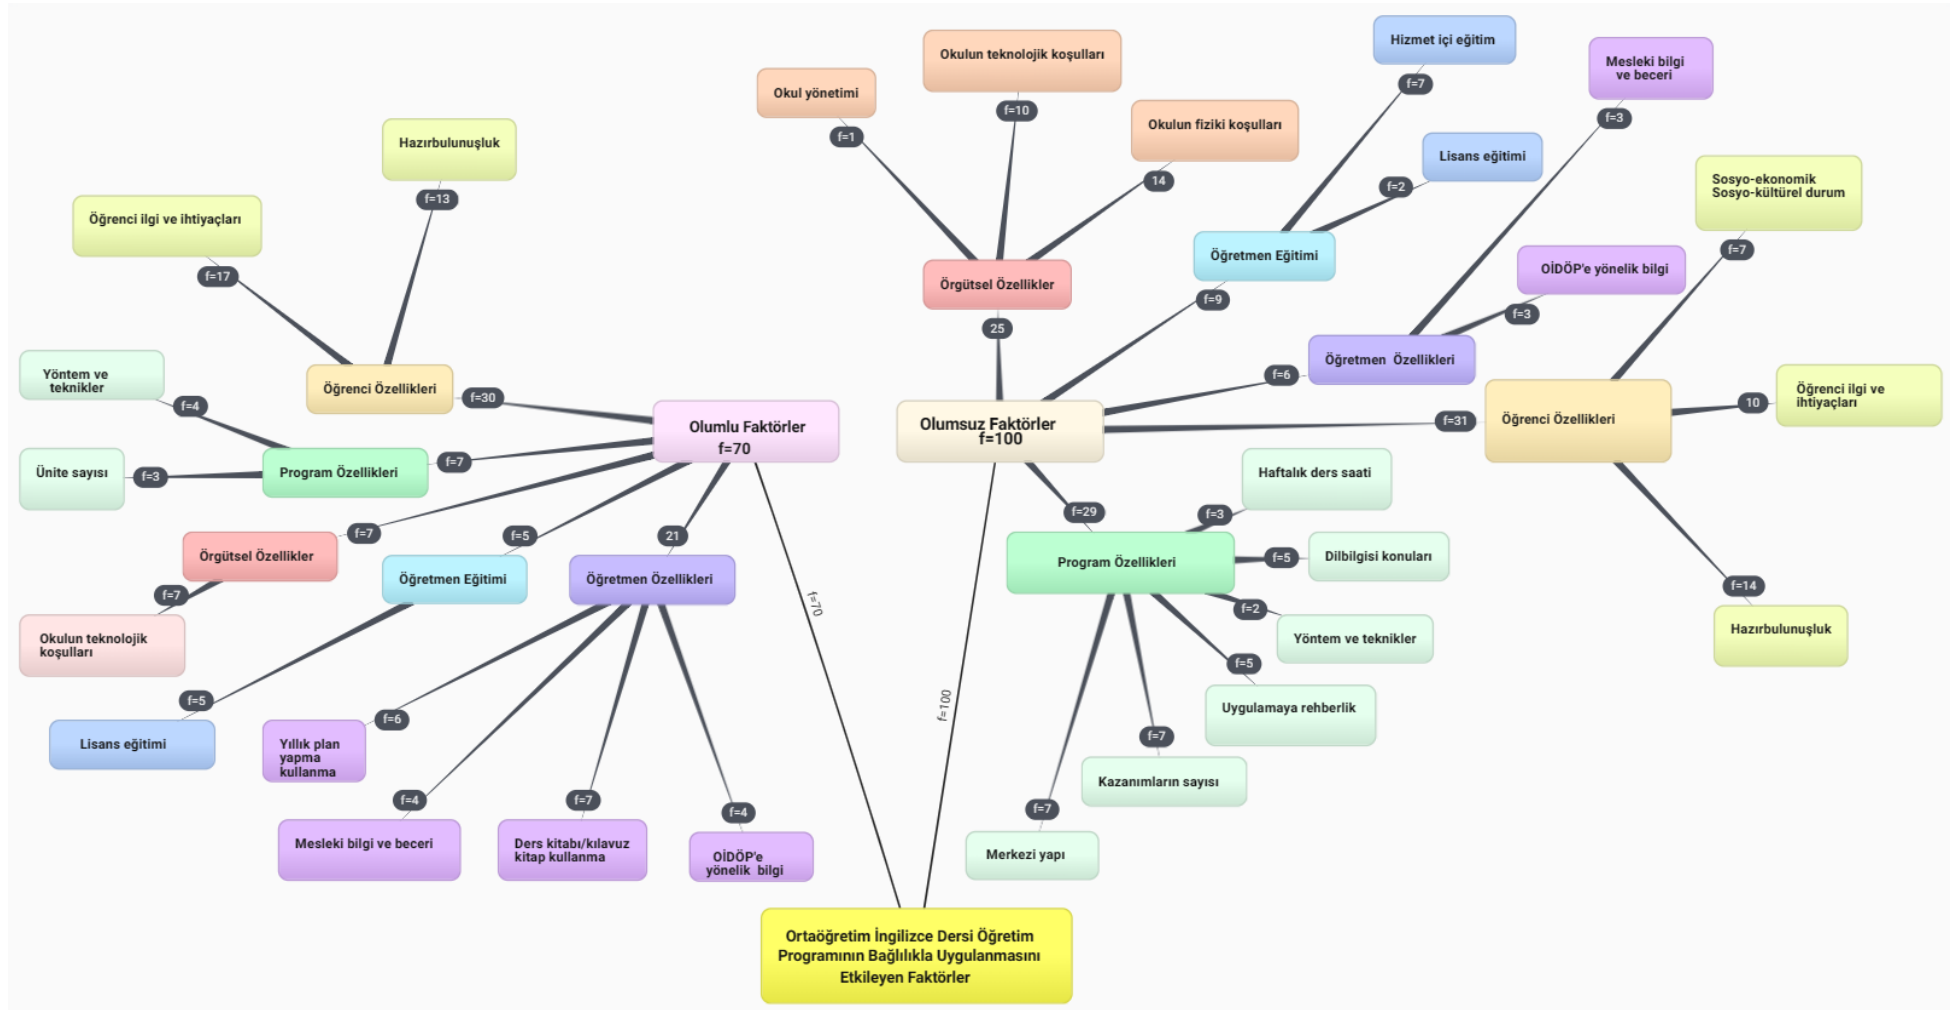 Hizmet içi eğitim
f=7
Okulun teknolojik koşulları
f=10
Mesleki bilgi
ve beceri
f=3
Okul yönetimi
f=1
Okulun fiziki koşulları
14
Hazırbulunuşluk
f=13
Lisans eğitimi
f=2
Sosyo-ekonomik
Sosyo-kültürel durum
f=7
Öğrenci ilgi ve ihtiyaçları
f=17
Öğretmen Eğitimi
f=9
OİDÖP'e yönelik bilgi
f=3
Örgütsel Özellikler
25
Öğretmen Özellikleri
f=6
Yöntem ve
teknikler
f=4
Öğrenci Özellikleri
f=30
Öğrenci ilgi ve
ihtiyaçları
10
Öğrenci Özellikleri
f=31
Olumlu Faktörler
f=70
Olumsuz Faktörler
f=100
Ünite sayısı
f=3
Program Özellikleri
f=7
Haftalık ders saati
f=3
f=29
Örgütsel Özellikler
f=7
f=5
21
Dilbilgisi konuları
f=5
Program Özellikleri
Öğretmen Eğitimi
Öğretmen Özellikleri
f=7
f=14
f=70
f=2
Okulun teknolojik
koşulları
Yöntem ve teknikler
Hazırbulunuşluk
f=5
f=5
f=100
Uygulamaya rehberlik
f=6
Lisans eğitimi
Yıllık plan
yapma
kullanma
f=7
Kazanımların sayısı
f=4
f=7
f=4
f=7
Mesleki bilgi ve beceri
Ders kitabı/kılavuz
kitap kullanma
OİDÖP'e
yönelik bilgi
Merkezi yapı
Ortaöğretim İngilizce Dersi Öğretim
Programının Bağlılıkla Uygulanmasını
Etkileyen Faktörler